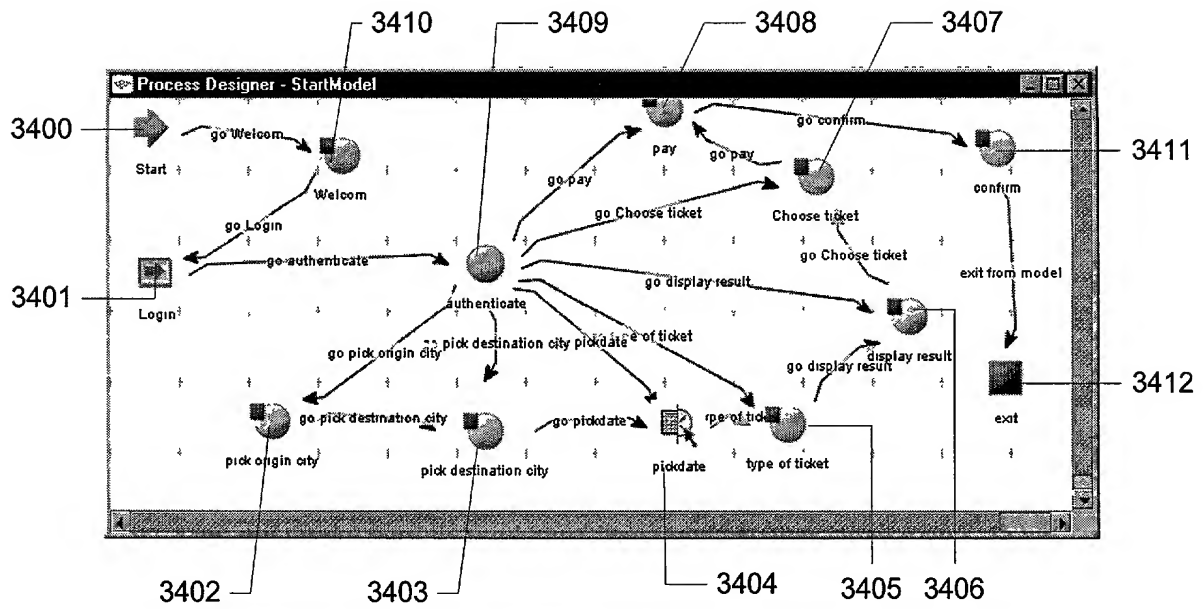 3410
3409
3408
3407
Process Designer - StartModel
3400
go Welcom
go confirm
Start
pay
go pay
3411
Welcom
go pay
confirm
go Choose ticket
Choose ticket
go Login
go Choose ticket
go authenticate
exit from model
3401
go display result
Login
authenticate
go pick origin city
go pick destination city
pickdate
of ticket
display result
go display result
3412
go pick destination city
go pickdate
exit
pick origin city
pick destination city
pickdate
type of ticket
3402
3403
3404
3405
3406